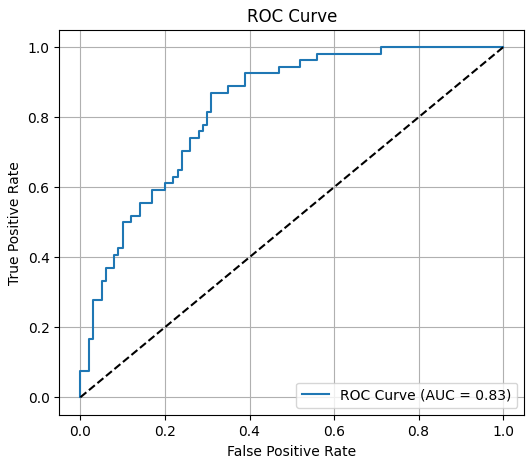 ROC Curve
1.0
0.8
0.6
0.4
0.2
0.0
True Positive Rate
ROC Curve (AUC = 0.83)
0.0 0.2 0.4 0.6 0.8 1.0
False Positive Rate